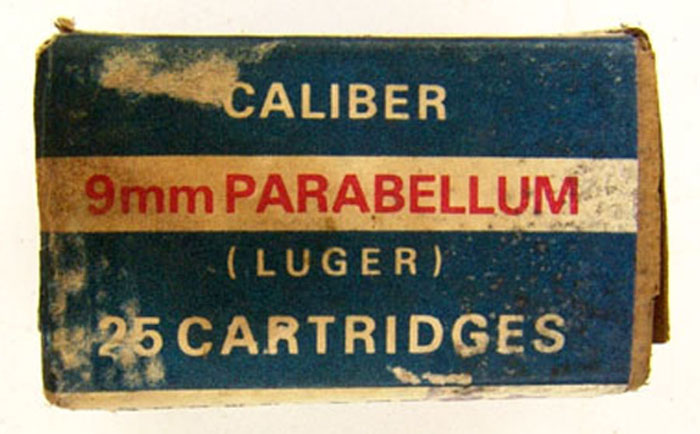 CALIBER
9mm PARABELLUM
(LUGER)
25 CARTRIDGES